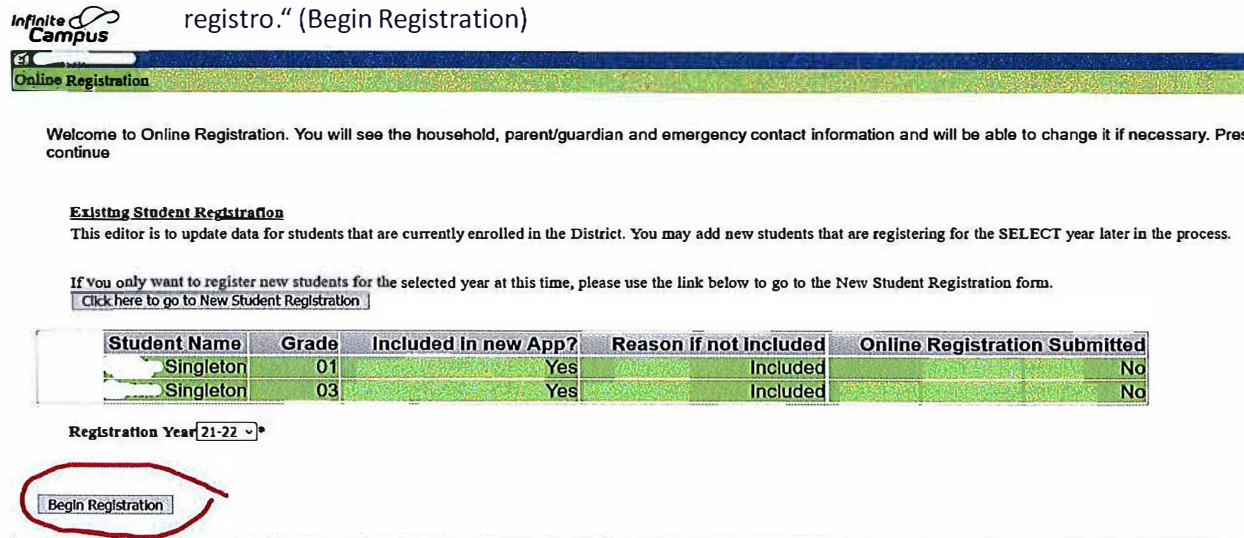 Infinite
Campus
registro.“ (Begin Registration)
Online Registration
Welcome to Online Registration. You will see the household, parent/guardian and emergency contact information and will be able to change it if necessary. Pres
continue
Existing Student Registration
This editor is to update data for students that are currently enrolled in the District. You may add new students that are registering for the SELECT year later in the process.
If you only want to register new students for the selected year at this time, please use the link below to go to the New Student Registration form.
Click here to go to New Student Registration
Student Name Grade Included in new App? Reason if not Included Online Registration Submitted
Singleton 01 Yes Included No
Singleton 03 Yes Included No
Registration Year 21-22 *
Begin Registration